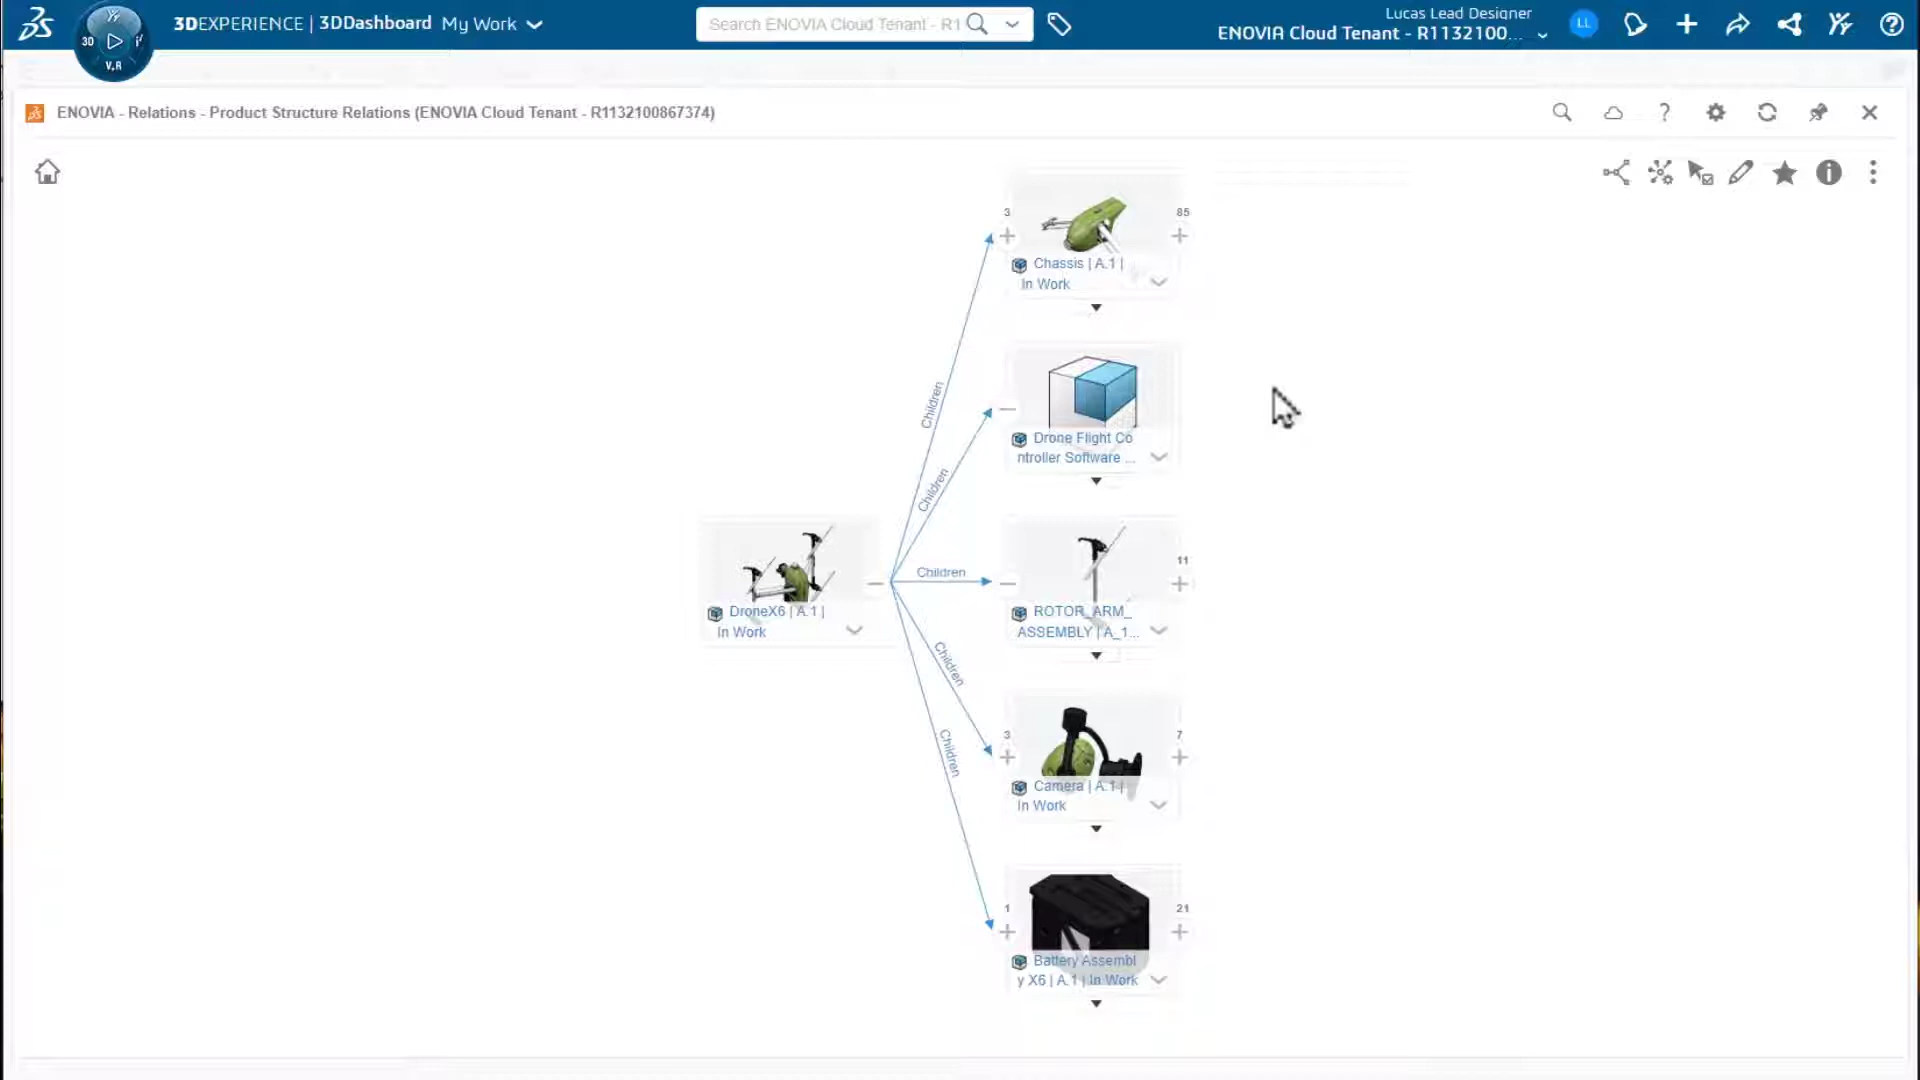 3DEXPERIENCE | 3DDashboard My Work
Search ENOVIA Cloud Tenant - R1
Lucas Lead Designer
ENOVIA Cloud Tenant - R1132100...
LL
3D
V,R
ENOVIA - Relations - Product Structure Relations (ENOVIA Cloud Tenant - R1132100867374)
3
85
Chassis | A.1 |
In Work
Children
Drone Flight Co
ntroller Software ...
Children
DroneX6 | A.1 |
In Work
Children
11
ROTOR_ARM_
ASSEMBLY | A_1...
Children
3
7
Camera | A.1 |
In Work
Children
1
21
Battery Assembl
y X6 | A.1 | In Work